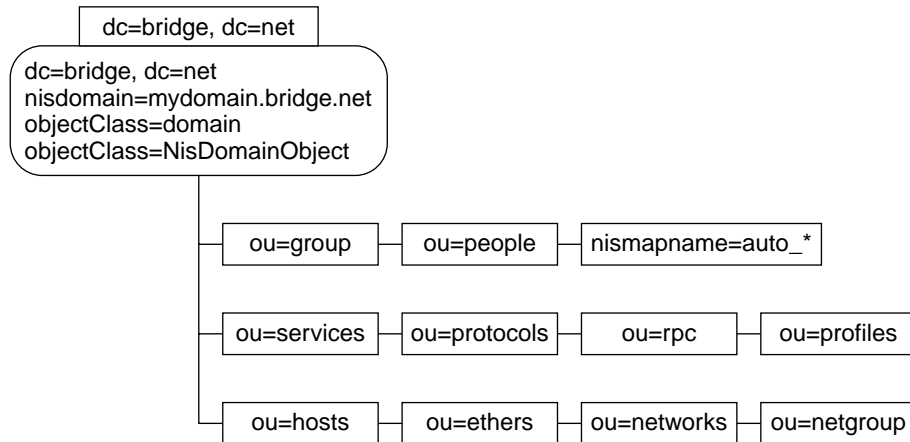 dc=bridge, dc=net
dc=bridge, dc=net
nisdomain=mydomain.bridge.net
objectClass=domain
objectClass=NisDomainObject
ou=group
ou=people
nismapname=auto_*
ou=services
ou=protocols
ou=rpc
ou=profiles
ou=hosts
ou=ethers
ou=networks
ou=netgroup